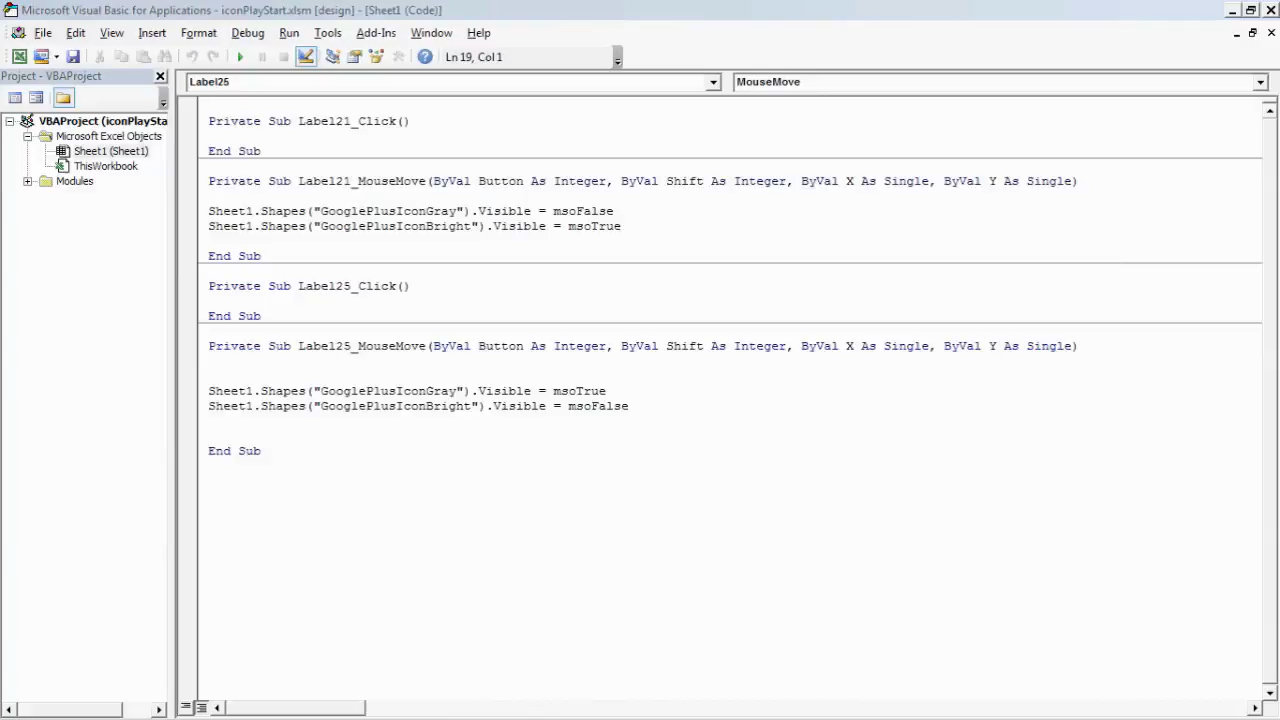 Microsoft Visual Basic for Applications - iconPlayStart.xlsm [design] - [Sheet1 (Code)]
File Edit View Insert Format Debug Run Tools Add-Ins Window Help
Ln 19, Col 1
Project - VBAProject
Label25 MouseMove
VBAProject (iconPlaySta
Microsoft Excel Objects
Sheet1 (Sheet1)
ThisWorkbook
Modules
Private Sub Label21_Click()
End Sub
Private Sub Label21_MouseMove(ByVal Button As Integer, ByVal Shift As Integer, ByVal X As Single, ByVal Y As Single)
Sheet1.Shapes("GooglePlusIconGray").Visible = msoFalse
Sheet1.Shapes("GooglePlusIconBright").Visible = msoTrue
End Sub
Private Sub Label25_Click()
End Sub
Private Sub Label25_MouseMove(ByVal Button As Integer, ByVal Shift As Integer, ByVal X As Single, ByVal Y As Single)
Sheet1.Shapes("GooglePlusIconGray").Visible = msoTrue
Sheet1.Shapes("GooglePlusIconBright").Visible = msoFalse
End Sub